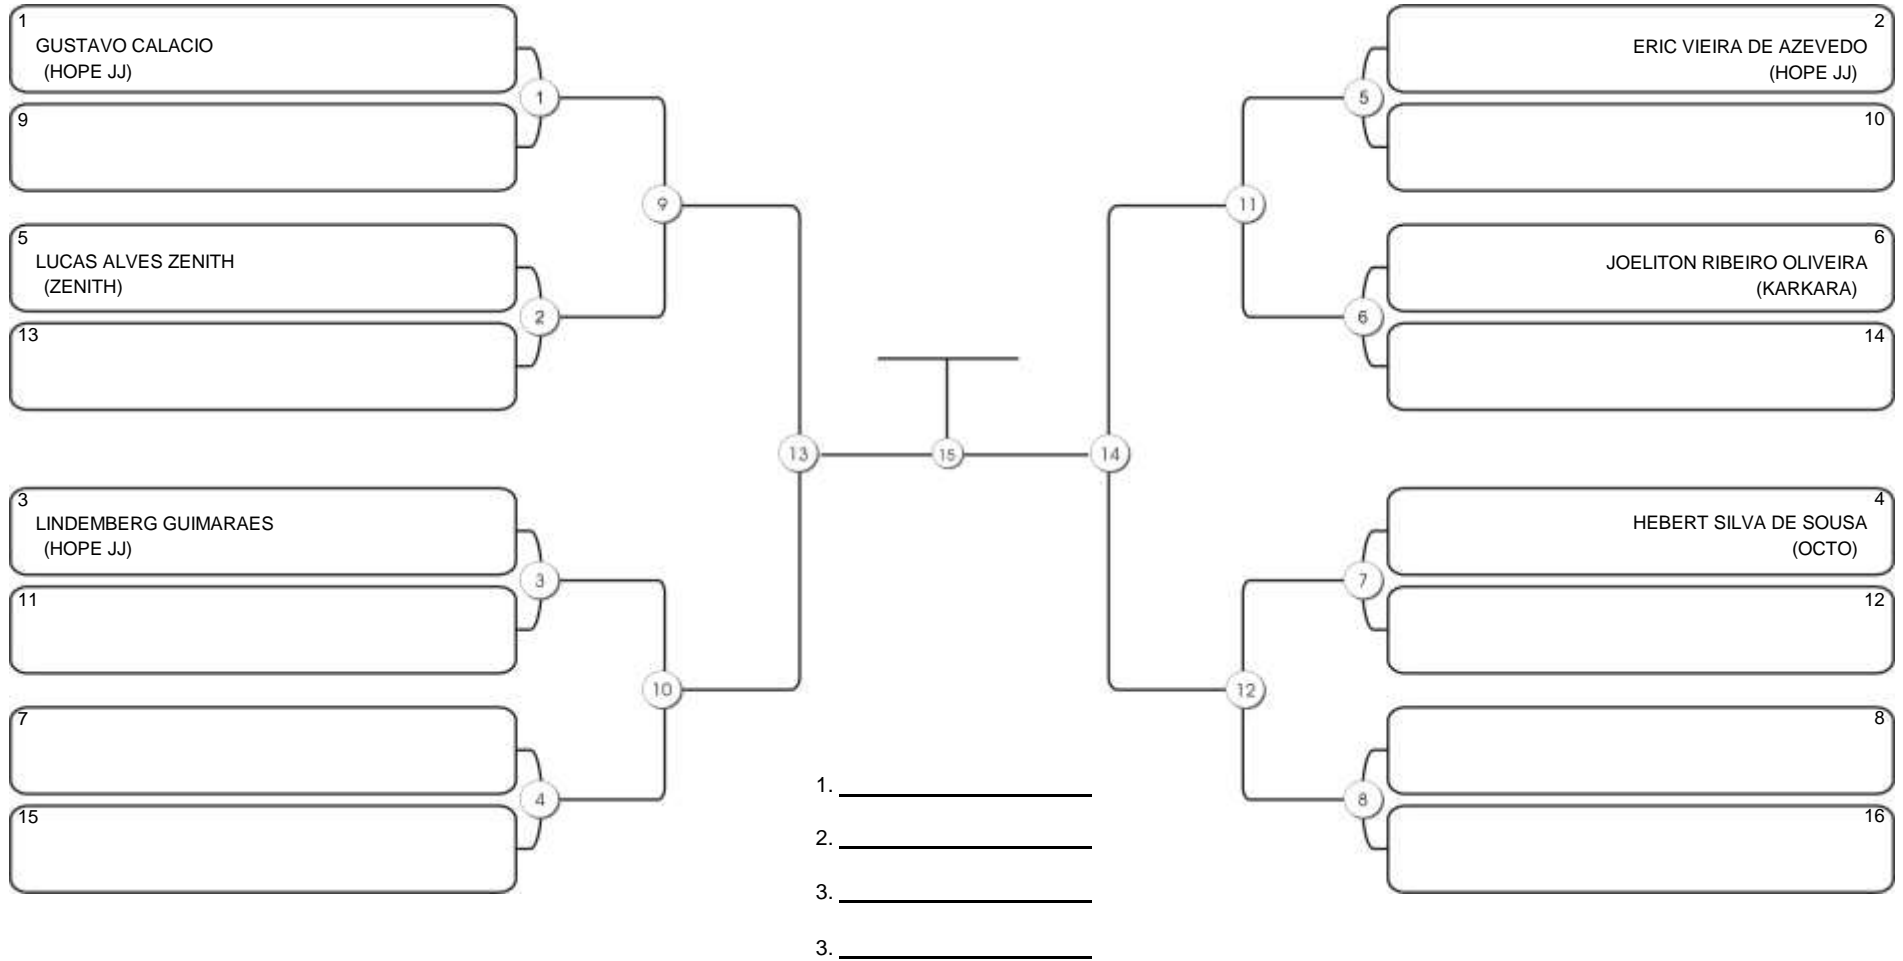 1
GUSTAVO CALACIO
(HOPE JJ)
9
5
LUCAS ALVES ZENITH
(ZENITH)
13
3
LINDEMBERG GUIMARAES
(HOPE JJ)
11
7
15
1
2
3
4
9
10
13
15
14
11
12
5
6
7
8
2
ERIC VIEIRA DE AZEVEDO
(HOPE JJ)
10
6
JOELITON RIBEIRO OLIVEIRA
(KARKARA)
14
4
HEBERT SILVA DE SOUSA
(OCTO)
12
8
16
1.
2.
3.
3.